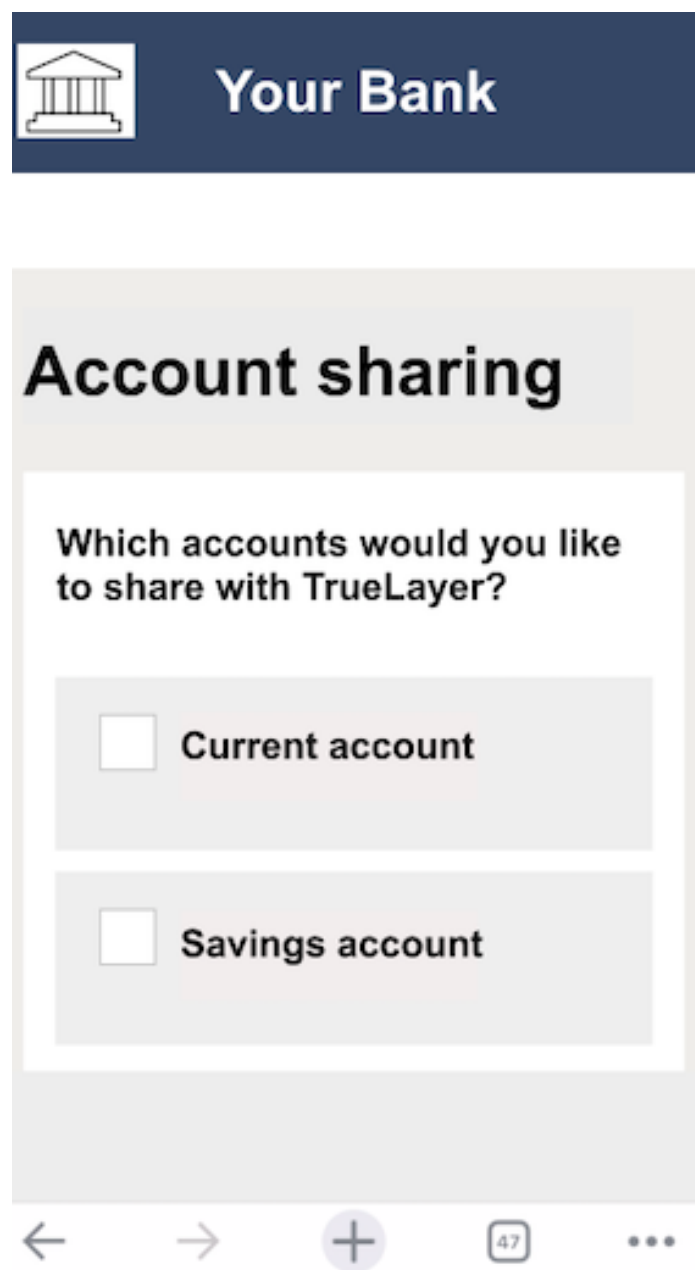 Your Bank
Account sharing
Which accounts would you like
to share with TrueLayer?
Current account
Savings account
47